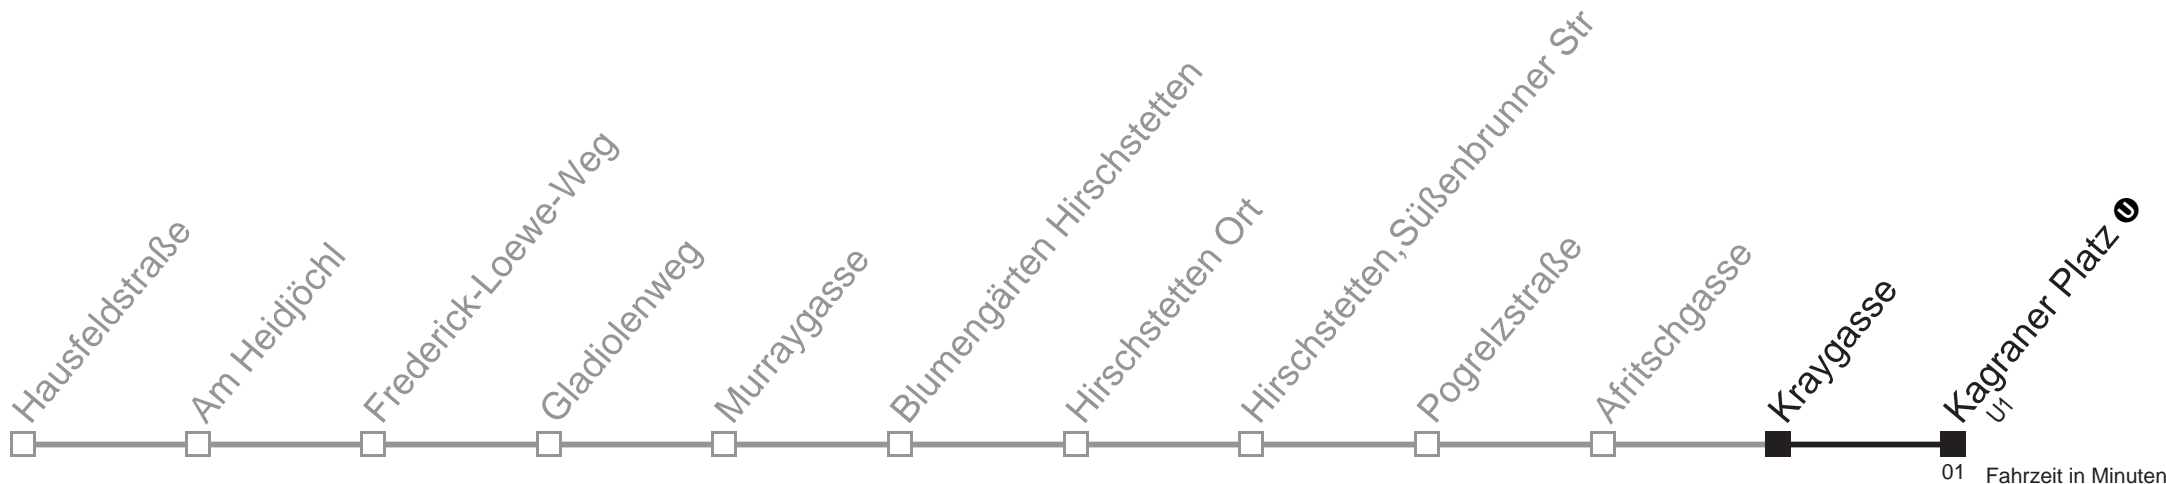 Hausfeldstraße
Am Heidjöchl
Frederick-Loewe-Weg
Gladiolenweg
Murraygasse
Blumengärten Hirschstetten
Hirschstetten Ort
Hirschstetten,Süßenbrunner Str
Pogrelzstraße
Afritschgasse
Kraygasse
Kagraner Platz U
U1
01 Fahrzeit in Minuten